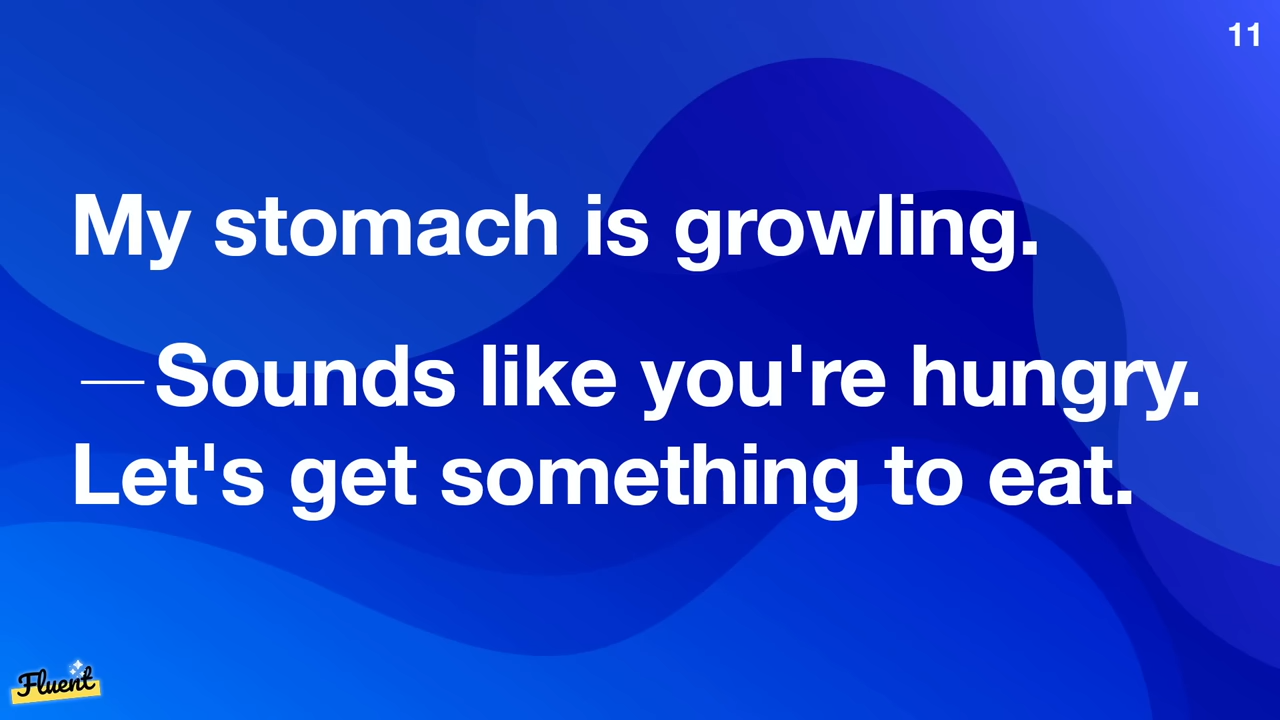 11
My stomach is growling.
—Sounds like you're hungry.
Let's get something to eat.
Fluent